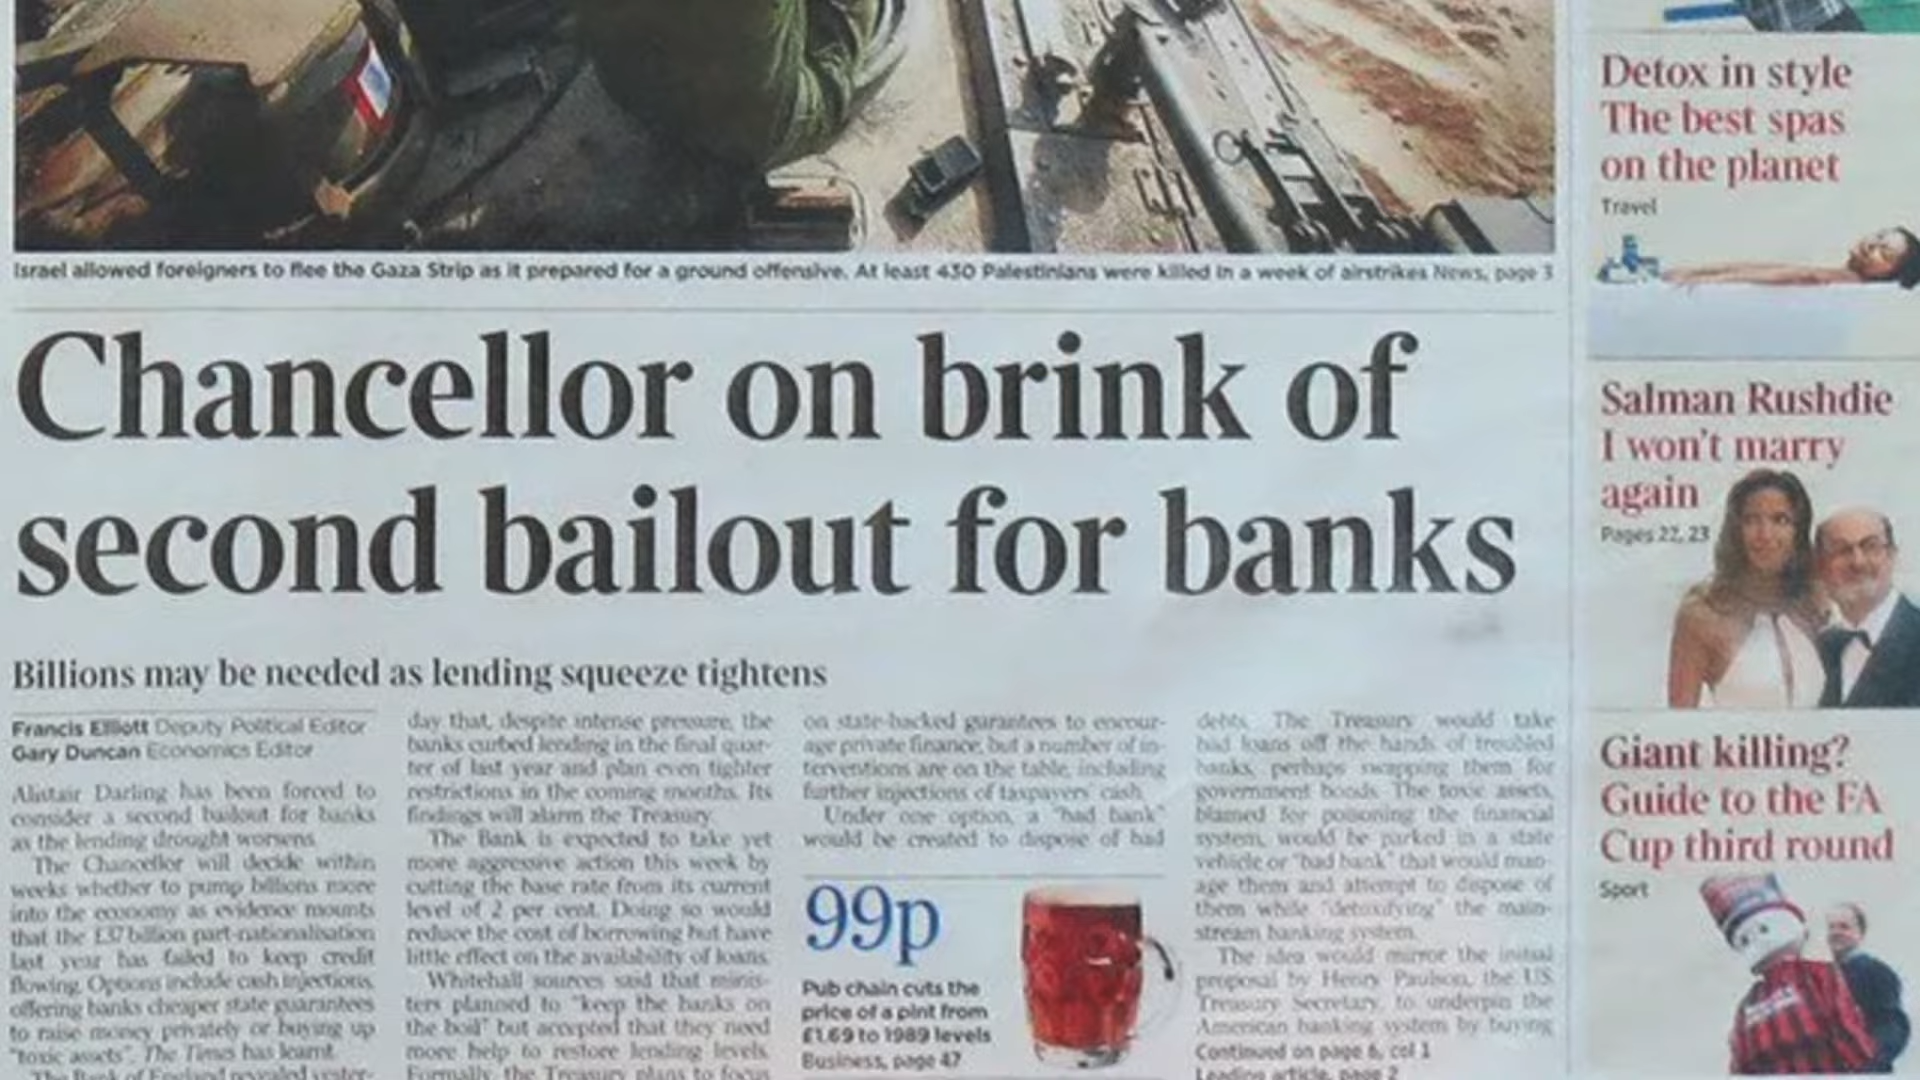 Israel allowed foreigners to flee the Gaza Strip as it prepared for a ground offensive. At least 430 Palestinians were killed in a week of airstrikes News, page 3
Chancellor on brink of
second bailout for banks
Billions may be needed as lending squeeze tightens
Francis Elliott Deputy Political Editor
Gary Duncan Economics Editor
Alistair Darling has been forced to
consider a second bailout for banks
as the lending drought worsens.
The Chancellor will decide within
weeks whether to pump billions more
into the economy as evidence mounts
that the £37 billion part-nationalisation
last year has failed to keep credit
flowing. Options include cash injections,
offering banks cheaper state guarantees
to raise money privately or buying up
"toxic assets", The Times has learnt.
The Bank of England revealed yester-
day that, despite intense pressure, the
banks curbed lending in the final quar-
ter of last year and plan even tighter
restrictions in the coming months. Its
findings will alarm the Treasury.
The Bank is expected to take yet
more aggressive action this week by
cutting the base rate from its current
level of 2 per cent. Doing so would
reduce the cost of borrowing but have
little effect on the availability of loans.
Whitehall sources said that minis-
ters planned to "keep the banks on
the boil" but accepted that they need
more help to restore lending levels.
Formally, the Treasury plans to focus
on state-backed garantees to encour-
age private finance, but a number of in-
terventions are on the table, including
further injections of taxpayers' cash.
Under one option, a "bad bank"
would be created to dispose of bad
99p
Pub chain cuts the
price of a pint from
£1.69 to 1989 levels
Business, page 47
debts. The Treasury would take
bad loans off the hands of troubled
banks, perhaps swapping them for
government bonds. The toxic assets,
blamed for poisoning the financial
system, would be parked in a state
vehicle or "bad bank" that would man-
age them and attempt to dispose of
them while "detoxifying" the main-
stream banking system.
The idea would mirror the initial
proposal by Henry Paulson, the US
Treasury Secretary, to underpin the
American banking system by buying
Continued on page 6, col 1
Leading article, page 2
Detox in style
The best spas
on the planet
Travel
Salman Rushdie
I won't marry
again
Pages 22, 23
Giant killing?
Guide to the FA
Cup third round
Sport